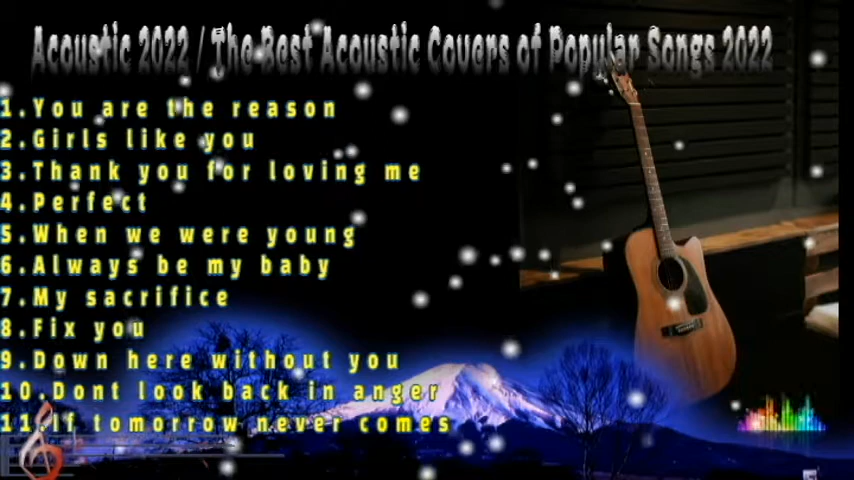 Acoustic 2022 / The Best Acoustic Covers of Popular Songs 2022
1.You are the reason
2.Girls like you
3.Thank you for loving me
4.Perfect
5.When we were young
6.Always be my baby
7.My sacrifice
8.Fix you
9.Down here without you
10.Dont look back in anger
11.If tomorrow never comes